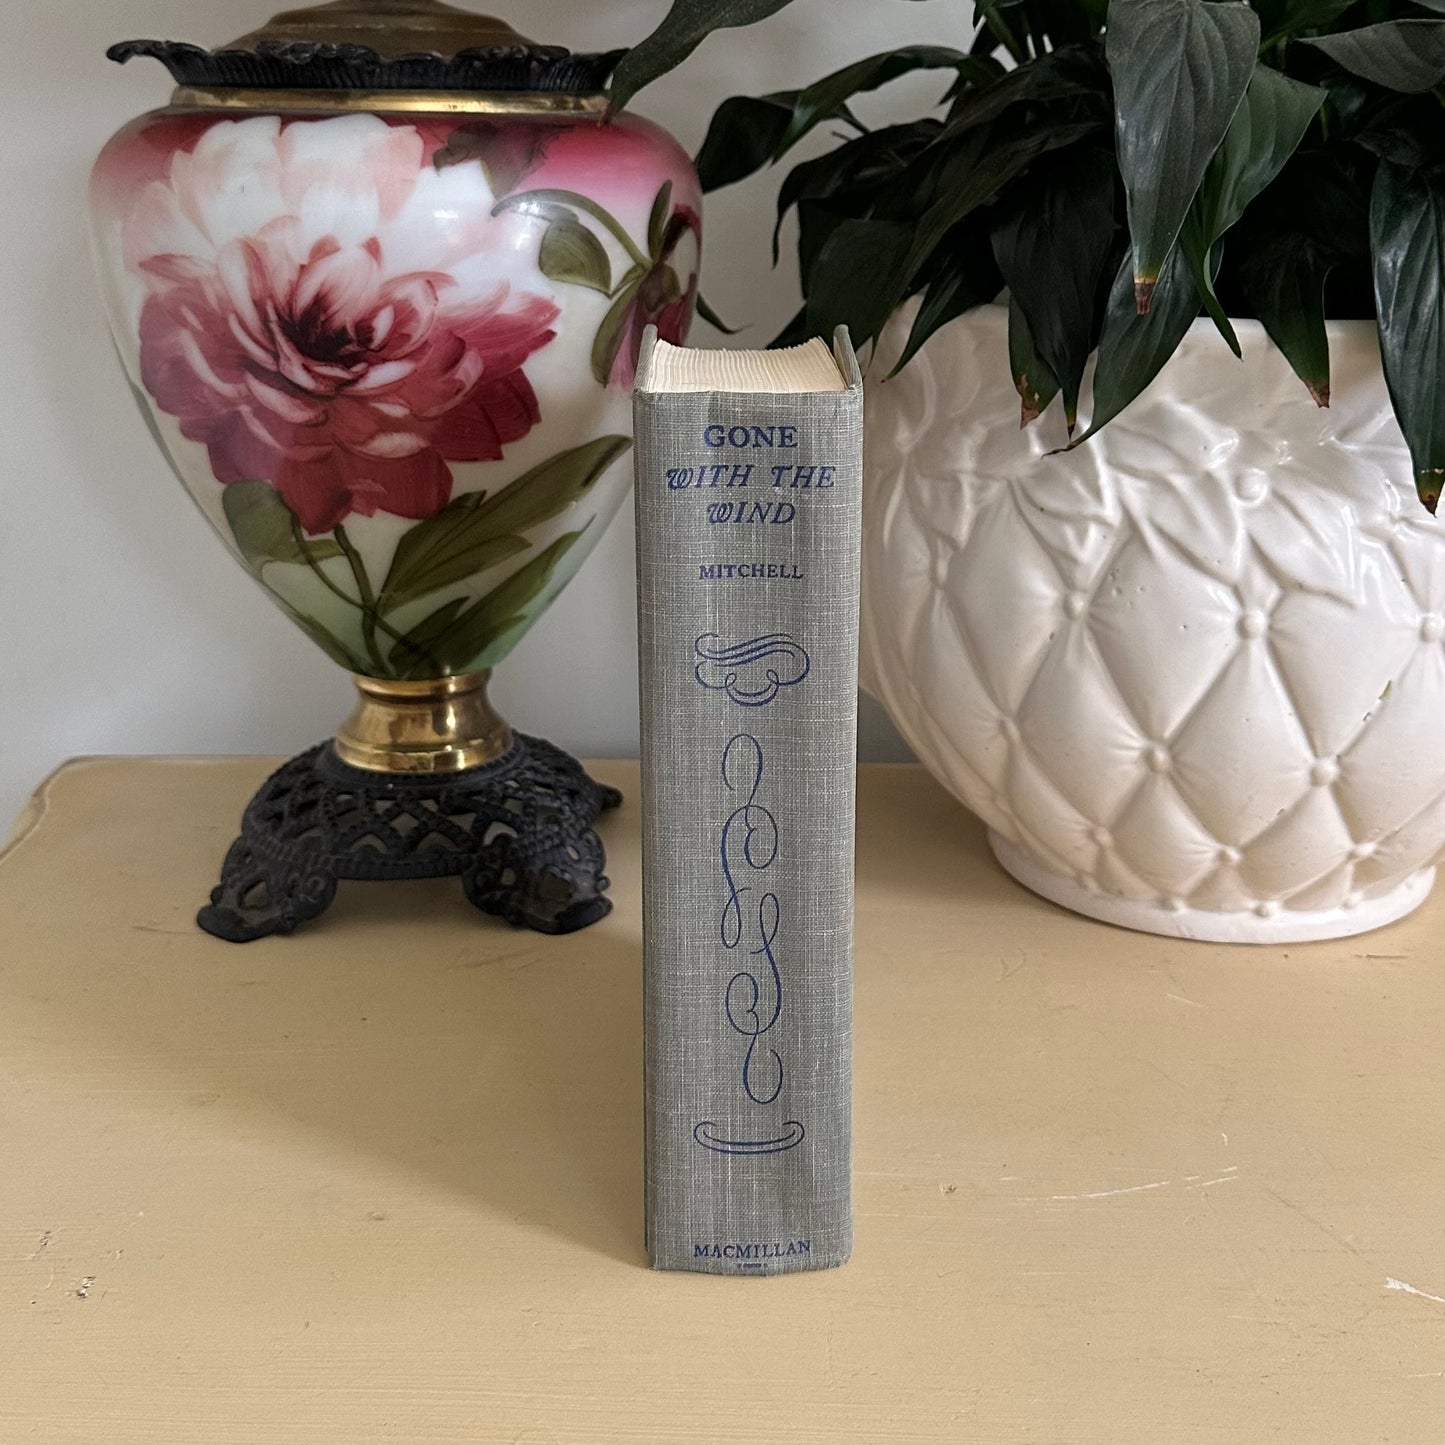 GONE
WITH THE
WIND
MITCHELL
MACMILLAN